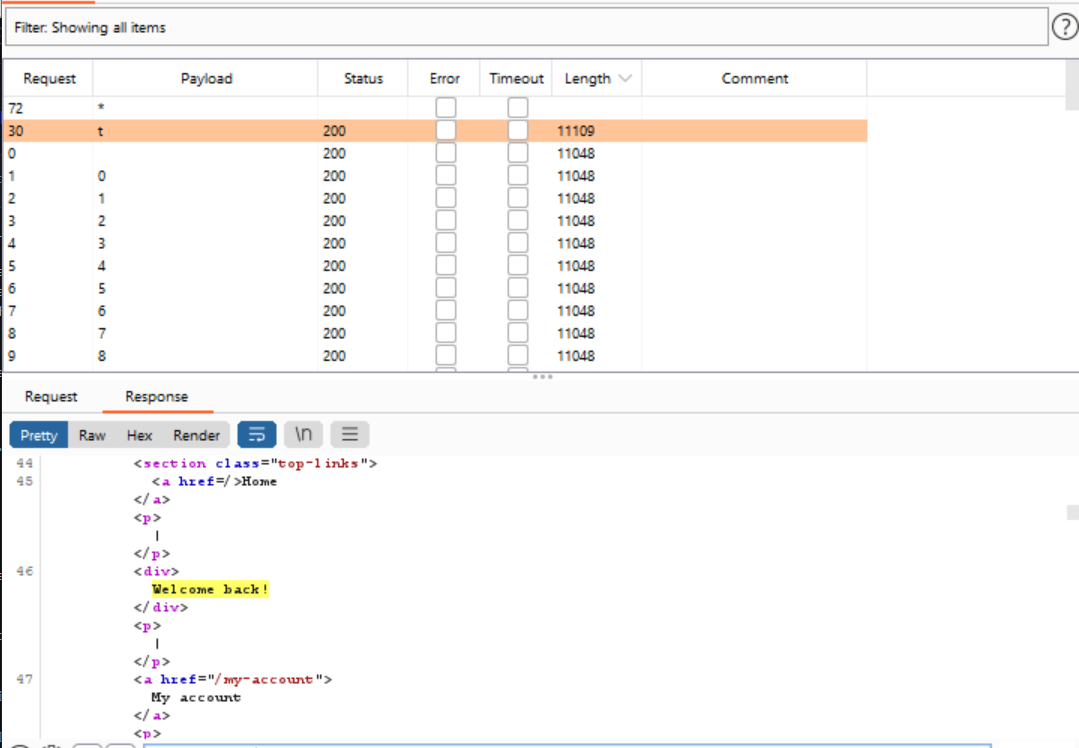 Filter: Showing all items
?
Request Payload Status Error Timeout Length Comment
72 *
30 t 200 11109
0 200 11048
1 0 200 11048
2 1 200 11048
3 2 200 11048
4 3 200 11048
5 4 200 11048
6 5 200 11048
7 6 200 11048
8 7 200 11048
9 8 200 11048
Request Response
Pretty Raw Hex Render \n
44 <section class="top-links">
45 <a href=/>Home
</a>
<p>
|
</p>
46 <div>
Welcome back!
</div>
<p>
|
</p>
47 <a href="/my-account">
My account
</a>
<p>